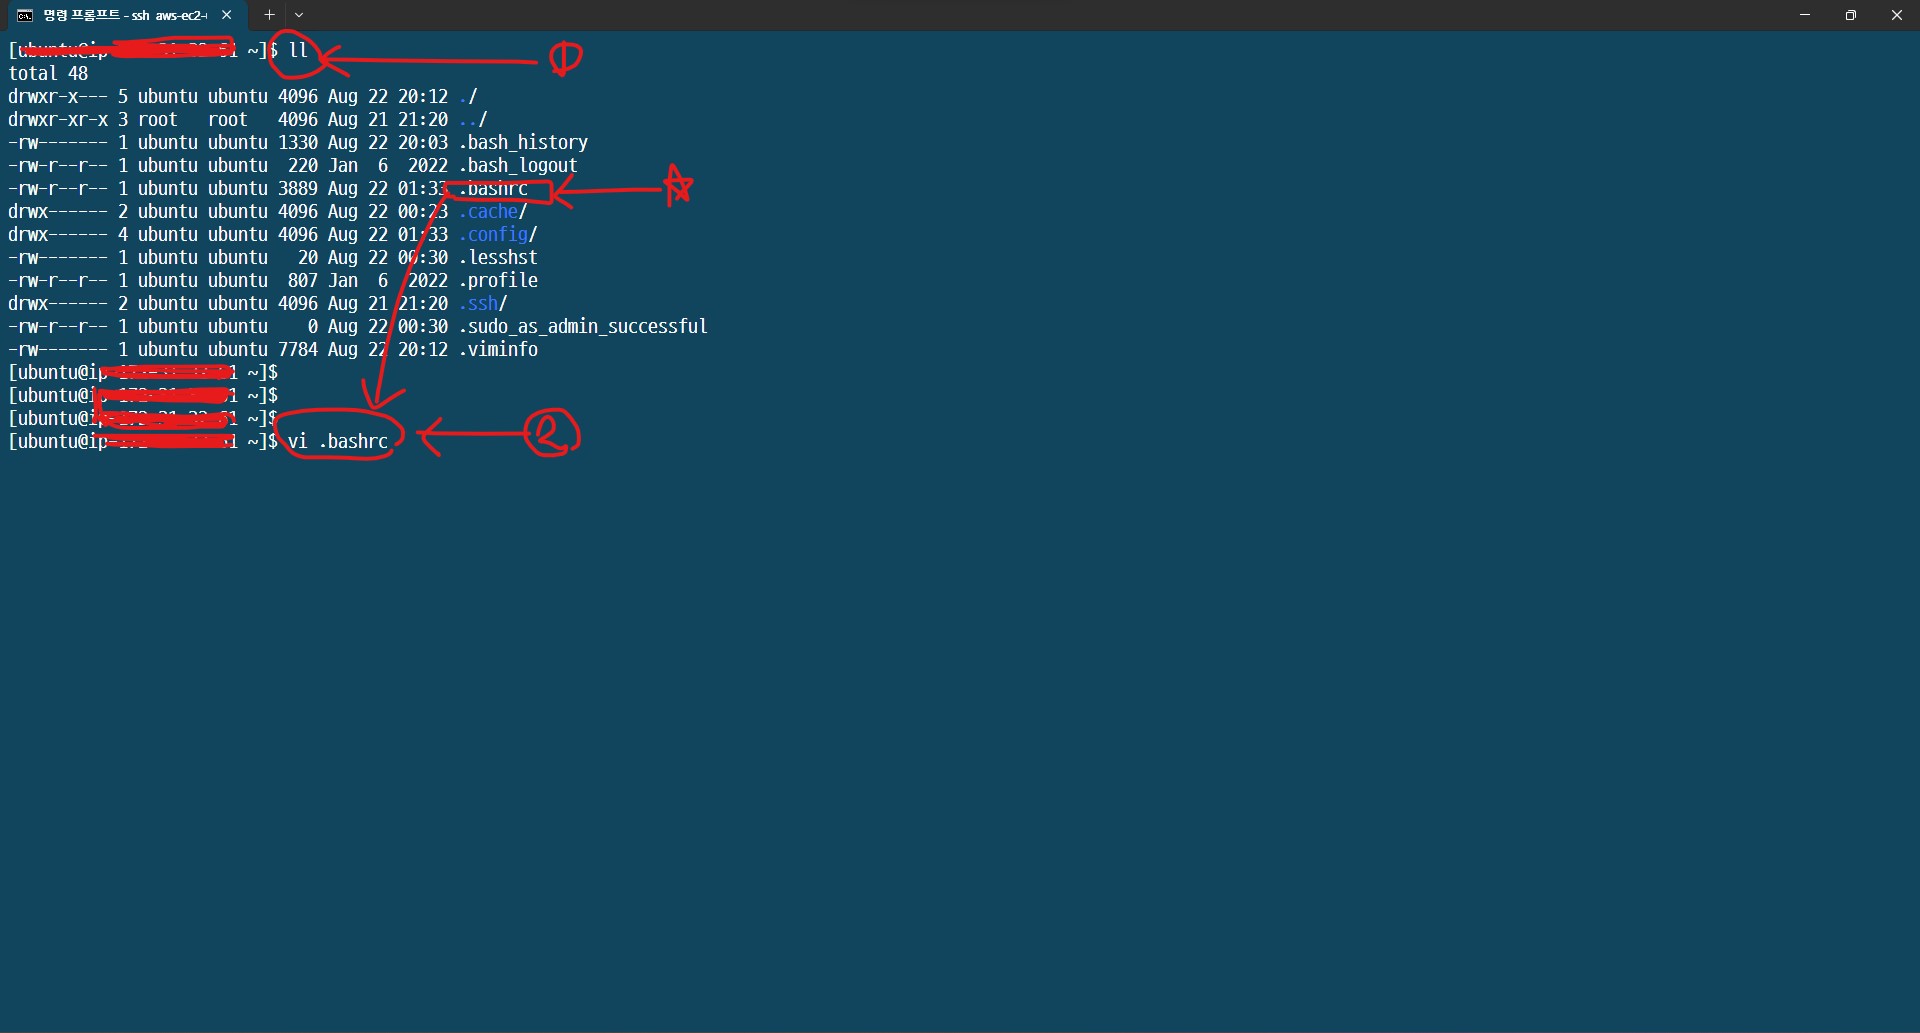 명령 프롬프트 - ssh aws-ec2-
[ubuntu@ip- ~]$ ll
①
total 48
drwxr-x--- 5 ubuntu ubuntu 4096 Aug 22 20:12 ./
drwxr-xr-x 3 root   root   4096 Aug 21 21:20 ../
-rw------- 1 ubuntu ubuntu 1330 Aug 22 20:03 .bash_history
-rw-r--r-- 1 ubuntu ubuntu  220 Jan  6  2022 .bash_logout
-rw-r--r-- 1 ubuntu ubuntu 3889 Aug 22 01:33 .bashrc
drwx------ 2 ubuntu ubuntu 4096 Aug 22 00:23 .cache/
drwx------ 4 ubuntu ubuntu 4096 Aug 22 01:33 .config/
-rw------- 1 ubuntu ubuntu   20 Aug 22 00:30 .lesshst
-rw-r--r-- 1 ubuntu ubuntu  807 Jan  6  2022 .profile
drwx------ 2 ubuntu ubuntu 4096 Aug 21 21:20 .ssh/
-rw-r--r-- 1 ubuntu ubuntu    0 Aug 22 00:30 .sudo_as_admin_successful
-rw------- 1 ubuntu ubuntu 7784 Aug 22 20:12 .viminfo
[ubuntu@ip- ~]$
[ubuntu@ip- ~]$
[ubuntu@ip- ~]$
[ubuntu@ip- ~]$ vi .bashrc
②